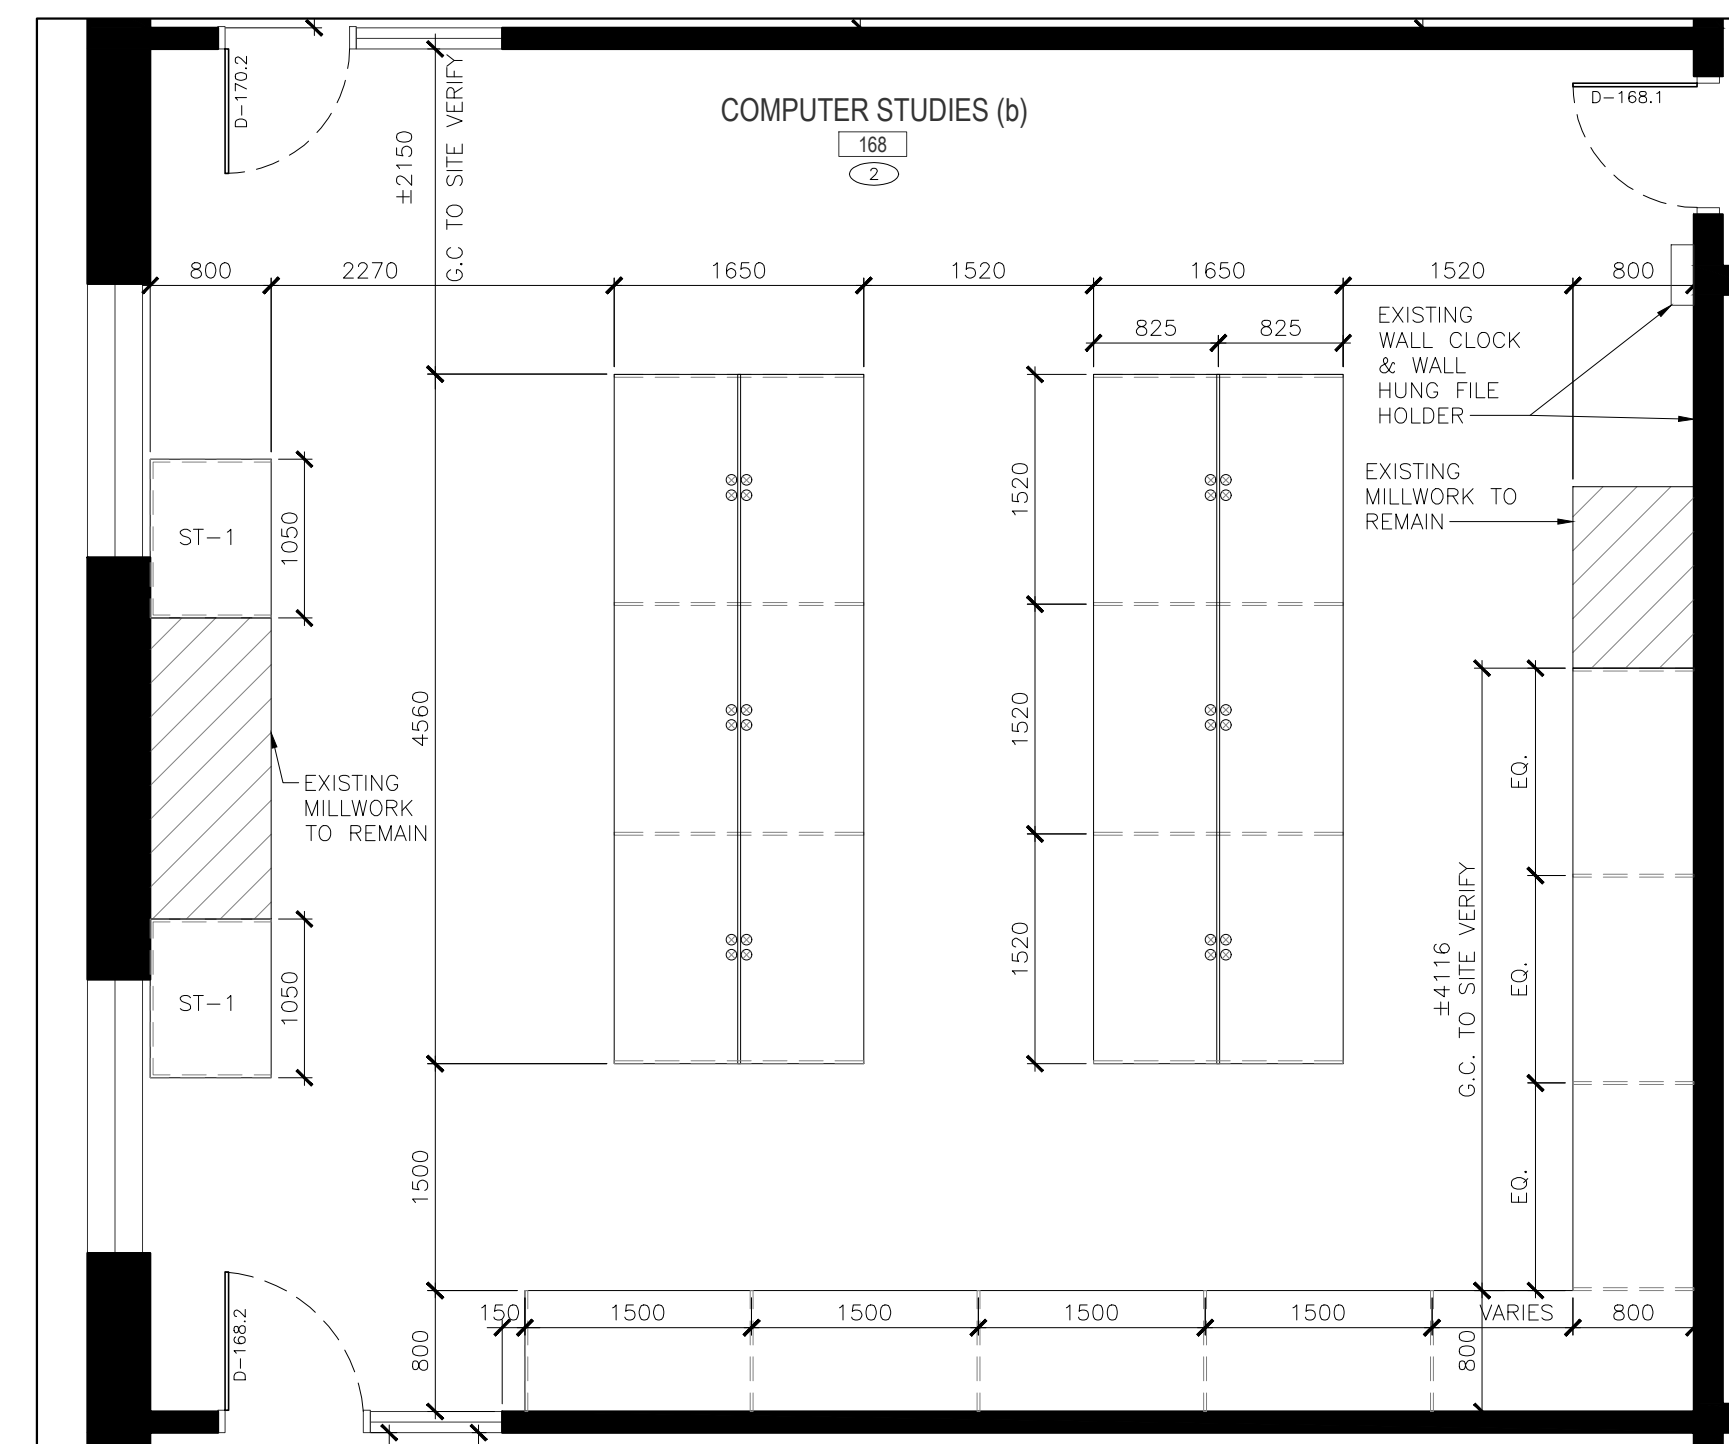 D-170.2
±2150
G.C TO SITE VERIFY
COMPUTER STUDIES (b)
168
2
D-168.1
800
2270
1650
1520
1650
1520
800
825
825
EXISTING
WALL CLOCK
& WALL
HUNG FILE
HOLDER
EXISTING
MILLWORK TO
REMAIN
ST-1
1050
1520
1520
1520
4560
EXISTING
MILLWORK
TO REMAIN
ST-1
1050
EQ.
EQ.
EQ.
±4116
G.C. TO SITE VERIFY
1500
D-168.2
800
150
1500
1500
1500
1500
VARIES
800
800